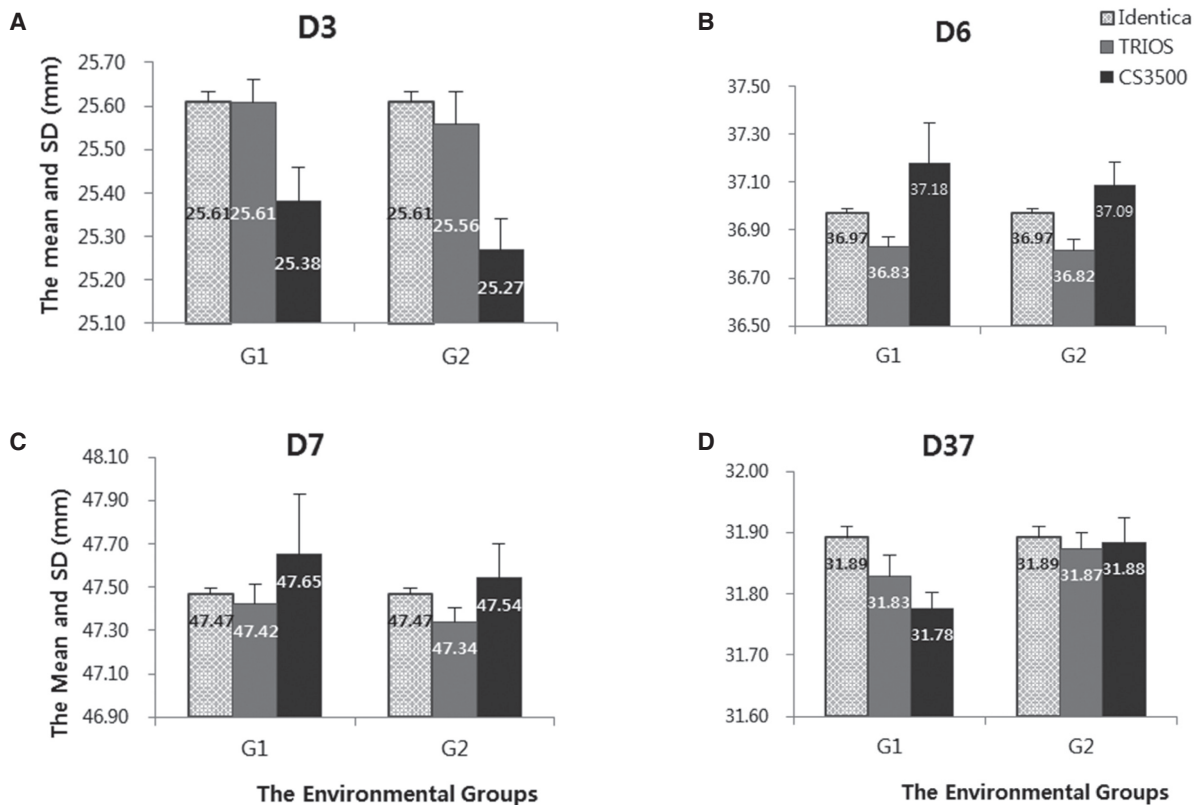 A
D3
The mean and SD (mm)
25.70
25.60
25.50
25.40
25.30
25.20
25.10
25.61
25.61
25.38
25.61
25.56
25.27
G1
G2
B
D6
Identica
TRIOS
CS3500
37.50
37.30
37.10
36.90
36.70
36.50
36.97
36.83
37.18
36.97
36.82
37.09
G1
G2
C
D7
The Mean and SD (mm)
48.10
47.90
47.70
47.50
47.30
47.10
46.90
47.47
47.42
47.65
47.47
47.34
47.54
G1
G2
The Environmental Groups
D
D37
32.00
31.90
31.80
31.70
31.60
31.89
31.83
31.78
31.89
31.87
31.88
G1
G2
The Environmental Groups